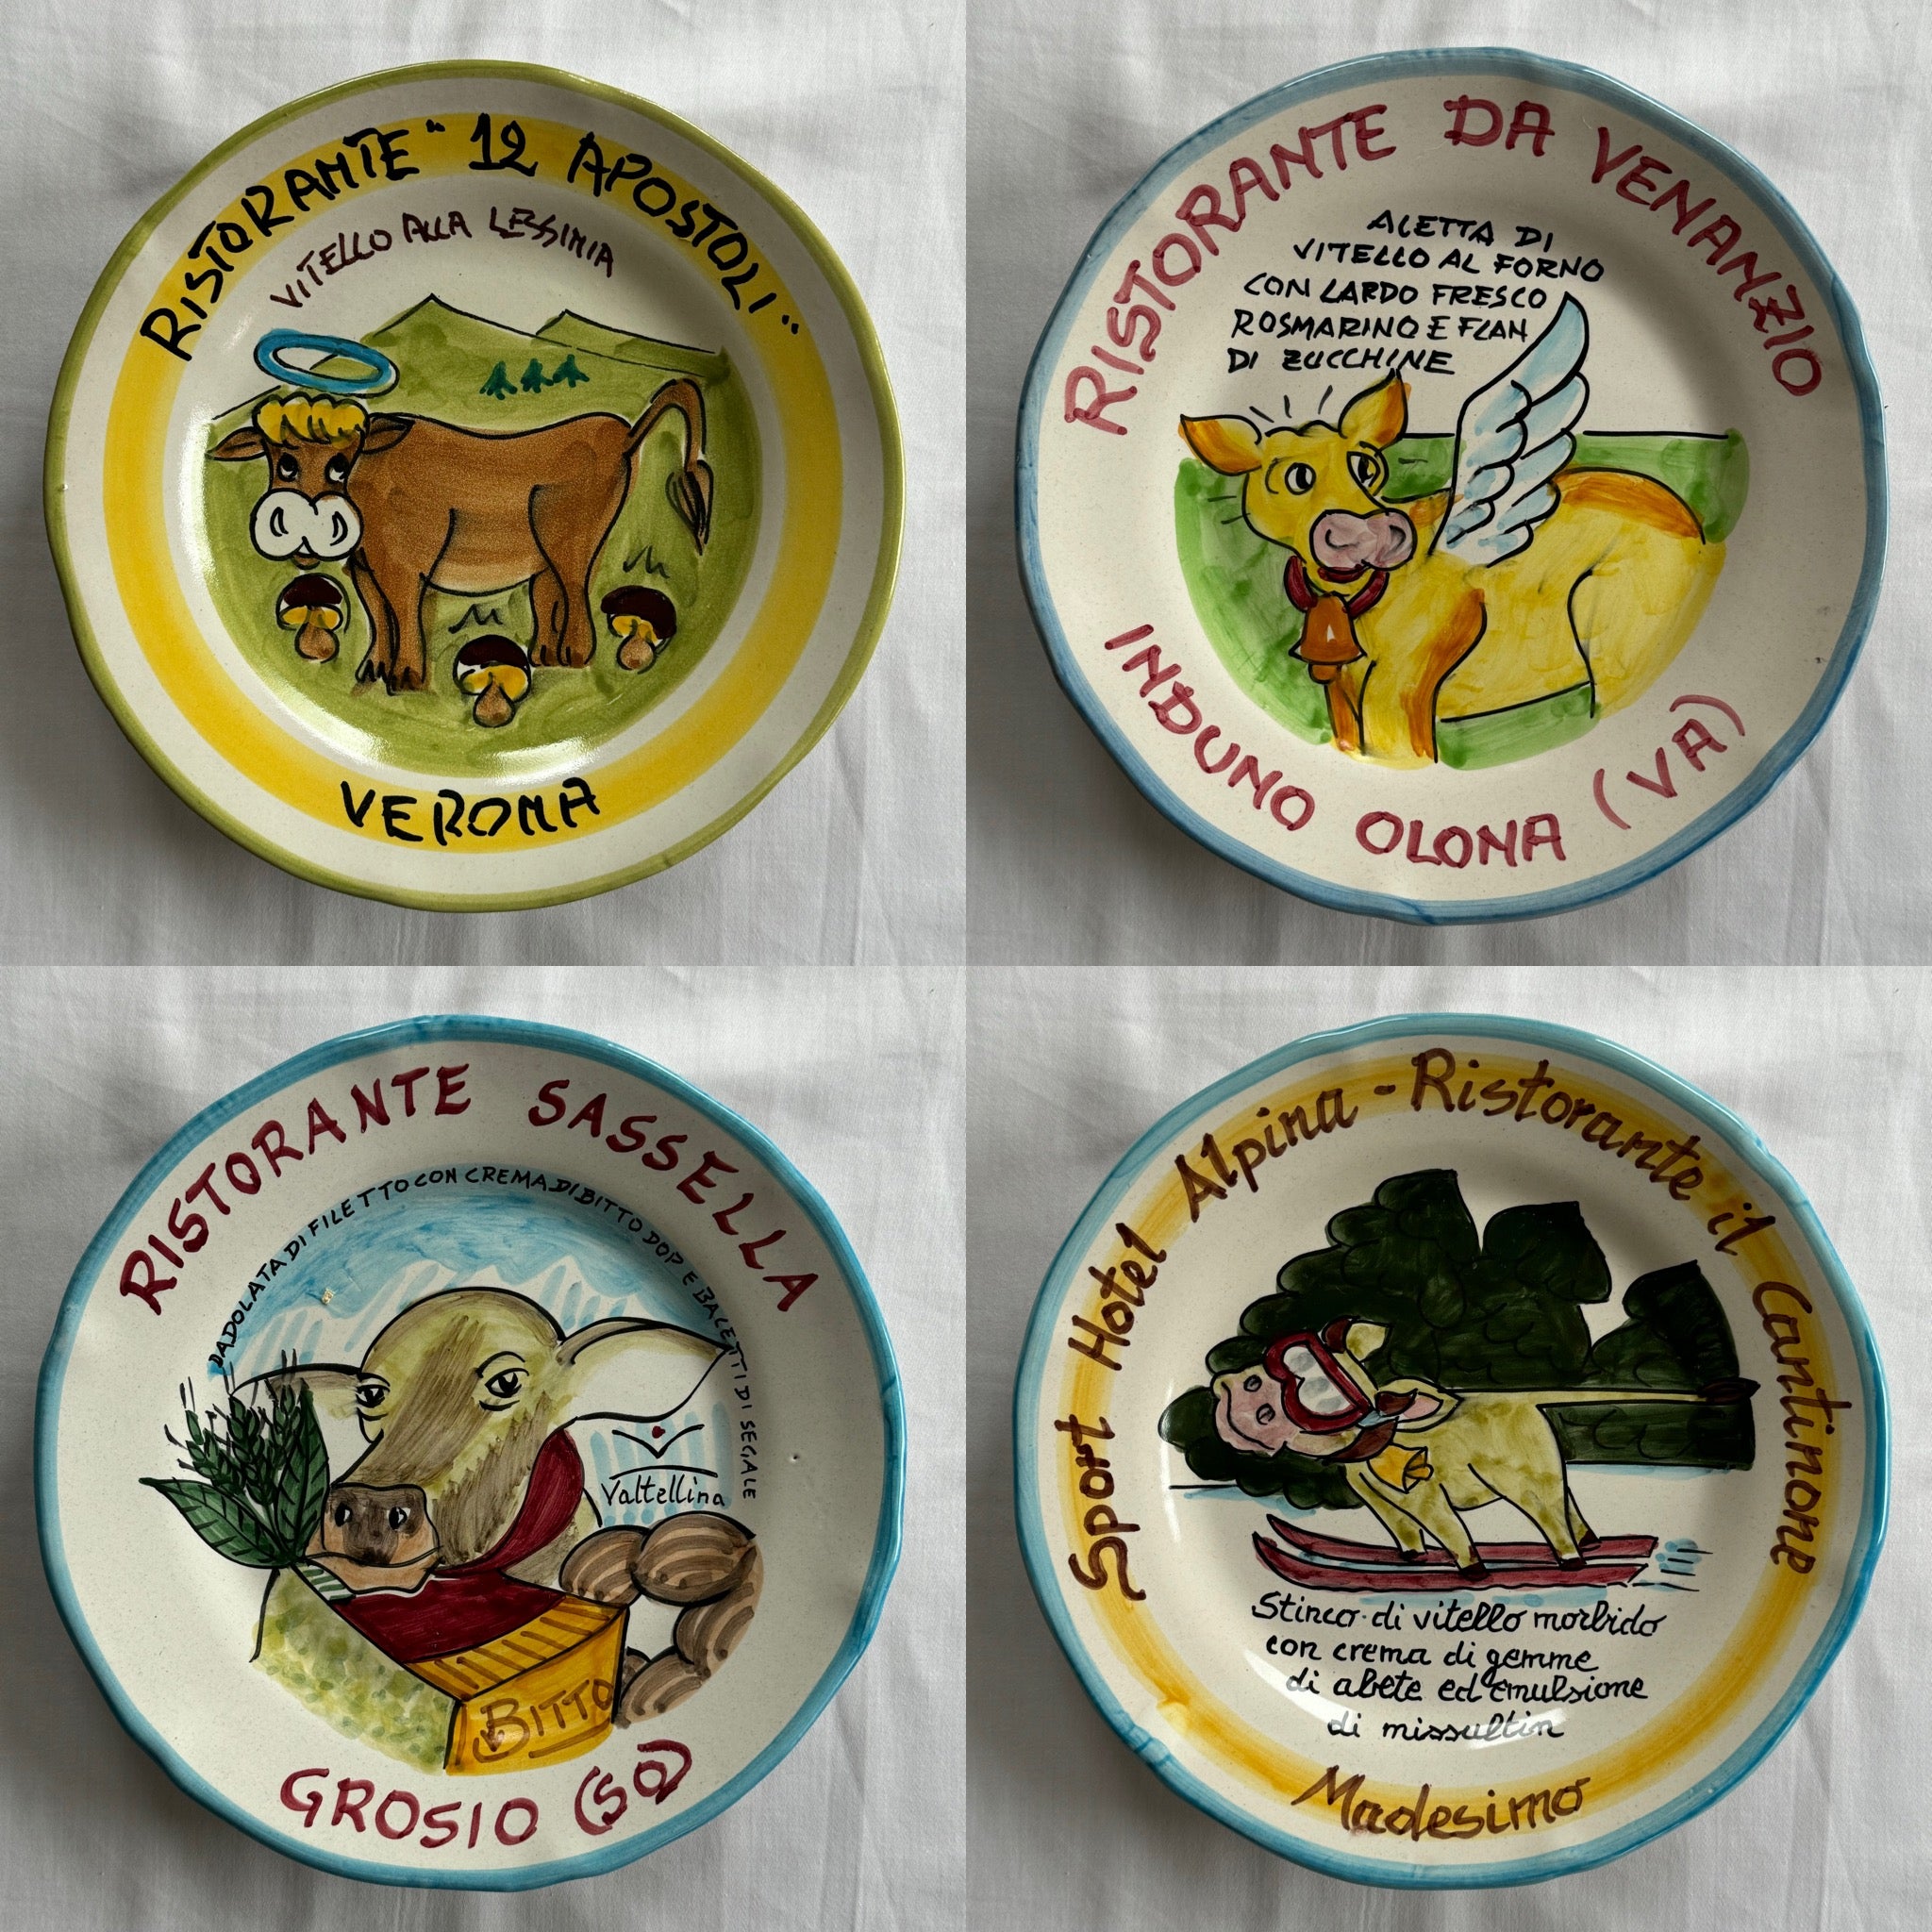 RISTORANTE "12 APOSTOLI"
VITELLO ALLA LESSINIA
VERONA
RISTORANTE DA VENANZIO
ALETTA DI
VITELLO AL FORNO
CON LARDO FRESCO
ROSMARINO E FLAN
DI ZUCCHINE
INDUNO OLONA (VA)
RISTORANTE SASSELLA
DADOLATA DI FILETTO CON CREMA DI BITTO DOP E BALETTI DI SEGALE
Valtellina
BITTO
GROSIO (SO)
Sport Hotel Alpina - Ristorante il Cantinone
Stinco di vitello morbido
con crema di gemme
di abete ed emulsione
di missultin
Madesimo